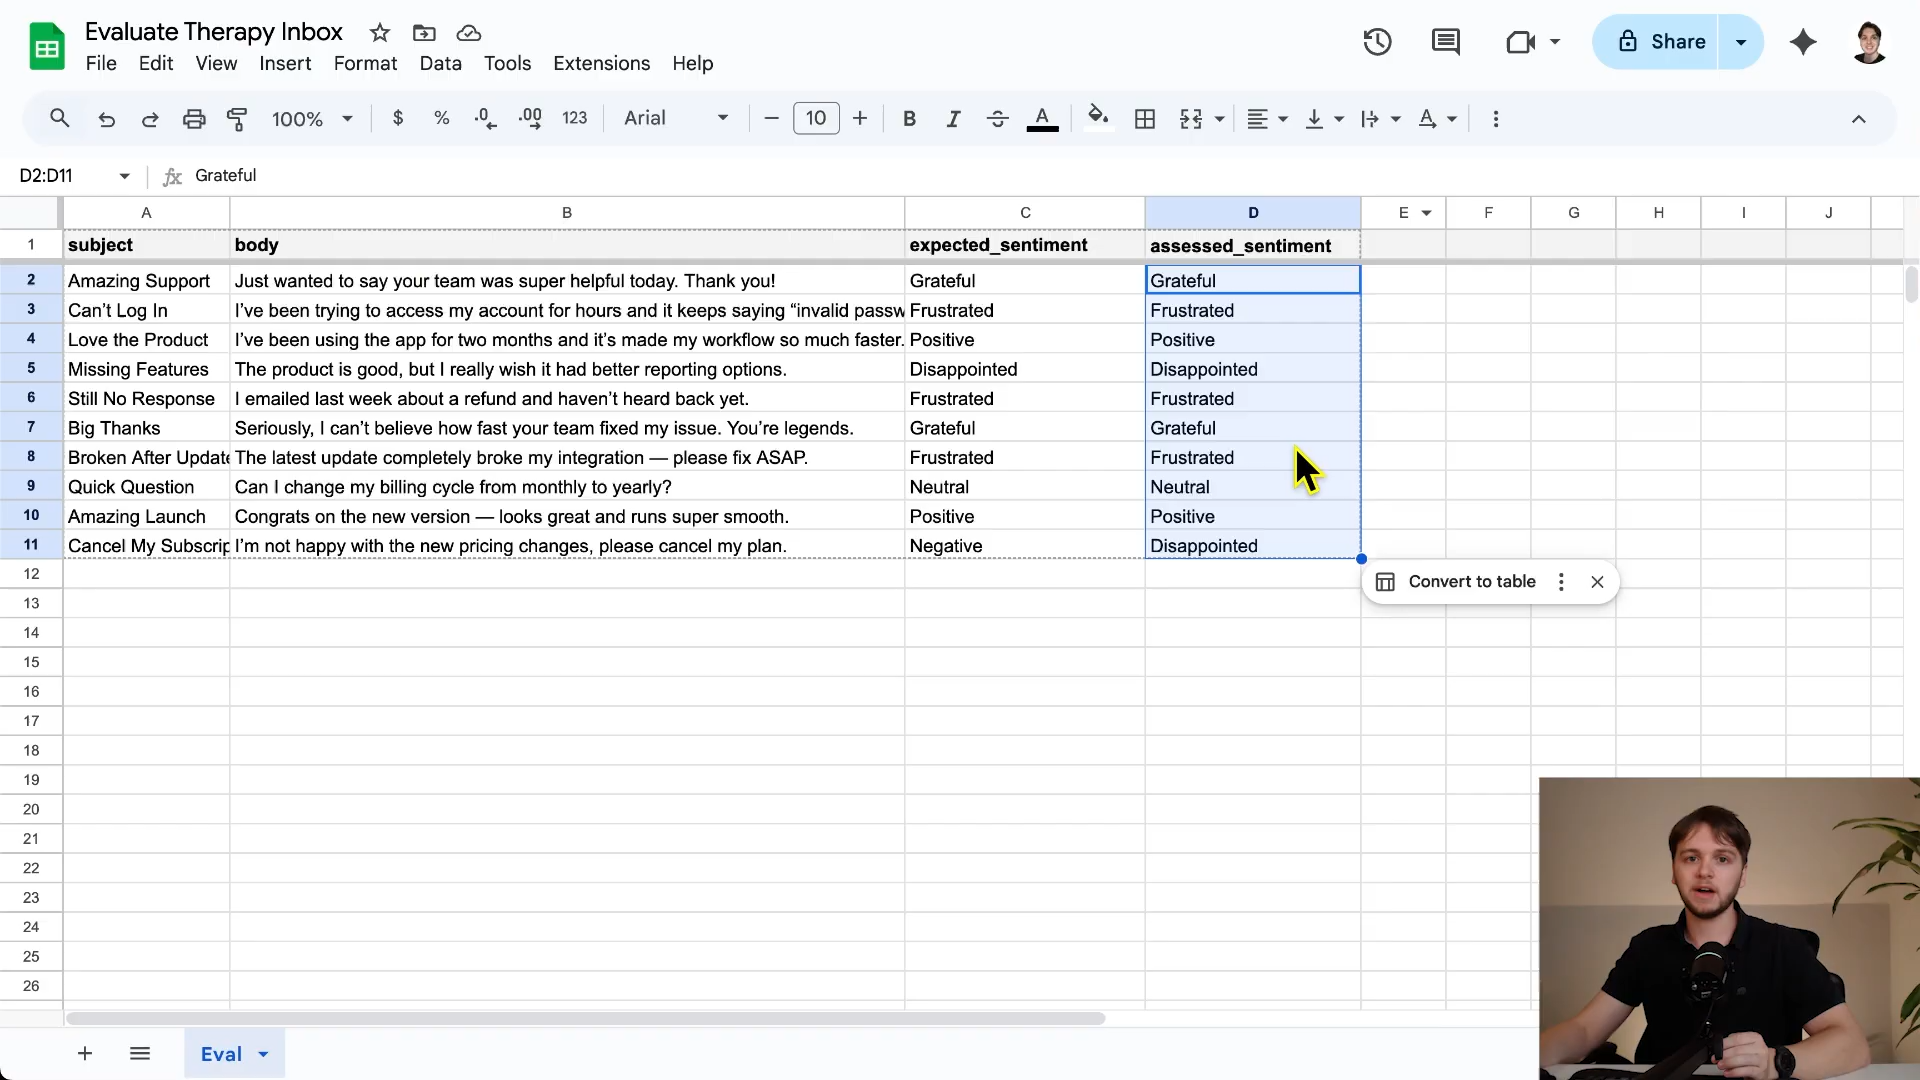 Evaluate Therapy Inbox
File Edit View Insert Format Data Tools Extensions Help
Share
100% $ % .0 .00 123 Arial 10 B I S A A
D2:D11 fx Grateful
A B C D E F G H I J
1 subject body expected_sentiment assessed_sentiment
2 Amazing Support Just wanted to say your team was super helpful today. Thank you! Grateful Grateful
3 Can’t Log In I’ve been trying to access my account for hours and it keeps saying “invalid passw Frustrated Frustrated
4 Love the Product I’ve been using the app for two months and it’s made my workflow so much faster. Positive Positive
5 Missing Features The product is good, but I really wish it had better reporting options. Disappointed Disappointed
6 Still No Response I emailed last week about a refund and haven’t heard back yet. Frustrated Frustrated
7 Big Thanks Seriously, I can’t believe how fast your team fixed my issue. You’re legends. Grateful Grateful
8 Broken After Update The latest update completely broke my integration — please fix ASAP. Frustrated Frustrated
9 Quick Question Can I change my billing cycle from monthly to yearly? Neutral Neutral
10 Amazing Launch Congrats on the new version — looks great and runs super smooth. Positive Positive
11 Cancel My Subscrip I’m not happy with the new pricing changes, please cancel my plan. Negative Disappointed
12
Convert to table
13
14
15
16
17
18
19
20
21
22
23
24
25
26
Eval